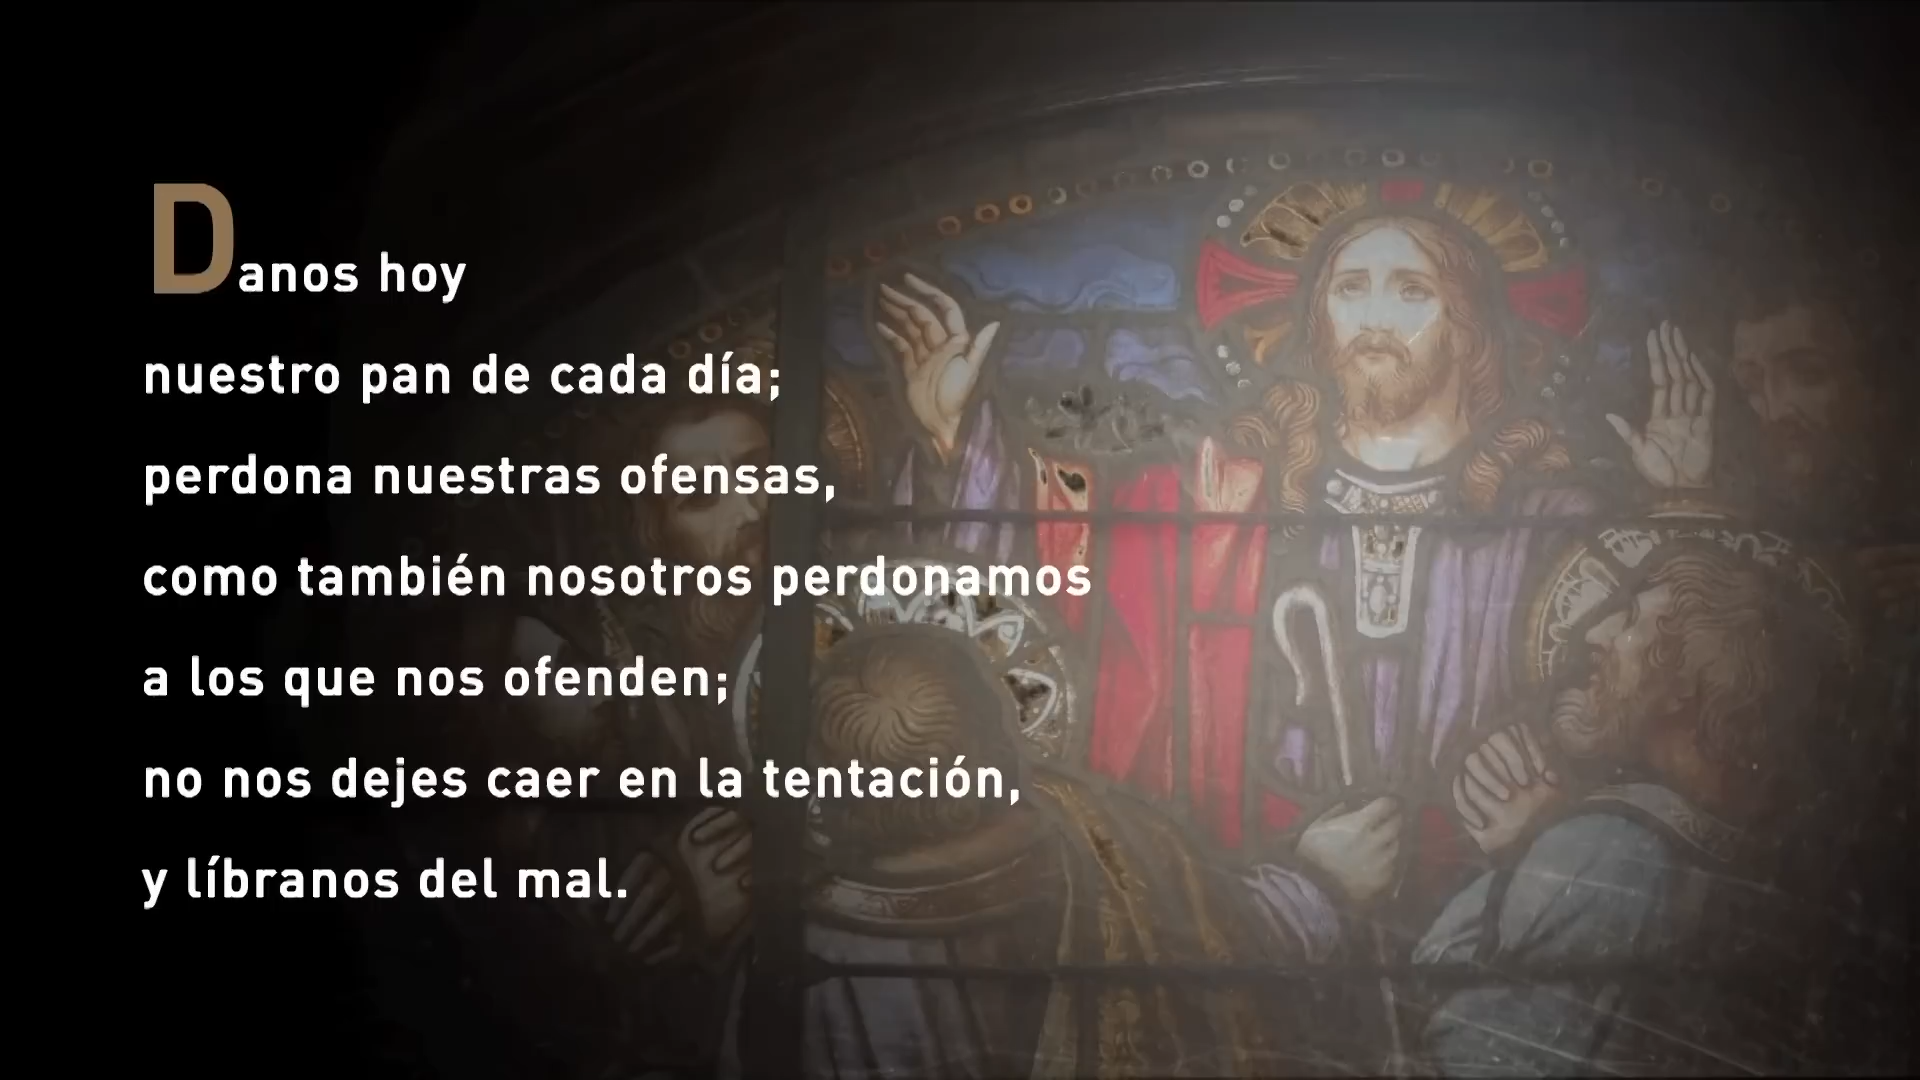 Danos hoy
nuestro pan de cada día;
perdona nuestras ofensas,
como también nosotros perdonamos
a los que nos ofenden;
no nos dejes caer en la tentación,
y líbranos del mal.